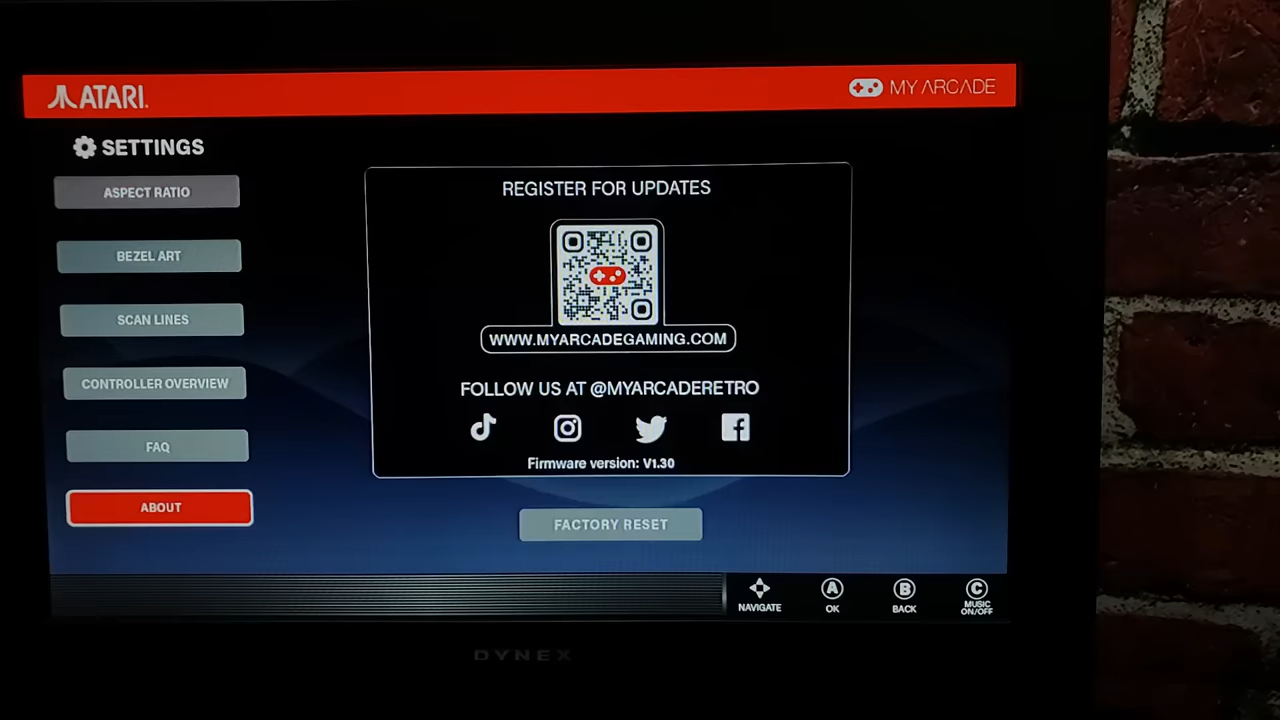 ATARI
MY ARCADE
SETTINGS
ASPECT RATIO
BEZEL ART
SCAN LINES
CONTROLLER OVERVIEW
FAQ
ABOUT
REGISTER FOR UPDATES
WWW.MYARCADEGAMING.COM
FOLLOW US AT @MYARCADERETRO
Firmware version: V1.30
FACTORY RESET
NAVIGATE
A
OK
B
BACK
C
MUSIC
ON/OFF
DYNEX